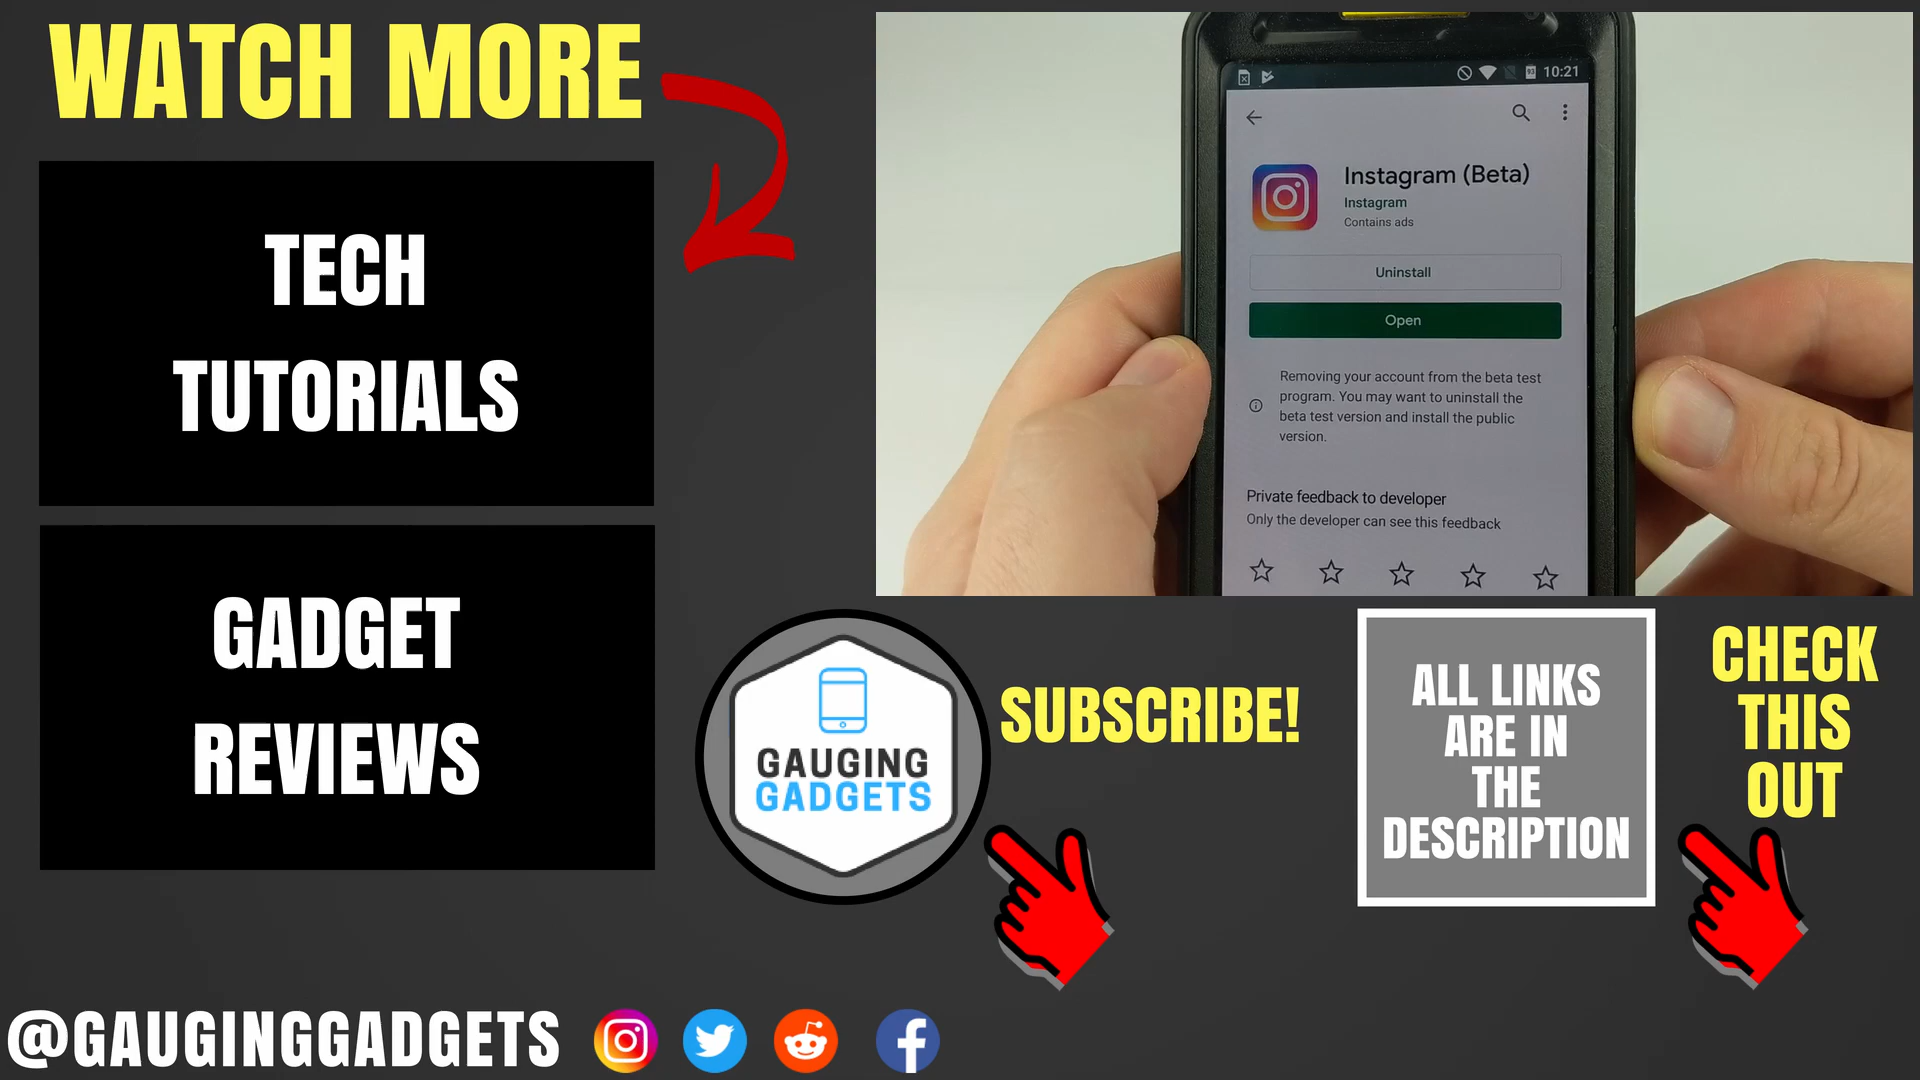 WATCH MORE
TECH
TUTORIALS
GADGET
REVIEWS
10:21
Instagram (Beta)
Instagram
Contains ads
Uninstall
Open
Removing your account from the beta test
program. You may want to uninstall the
beta test version and install the public
version.
Private feedback to developer
Only the developer can see this feedback
GAUGING
GADGETS
SUBSCRIBE!
ALL LINKS
ARE IN
THE
DESCRIPTION
CHECK
THIS
OUT
@GAUGINGGADGETS